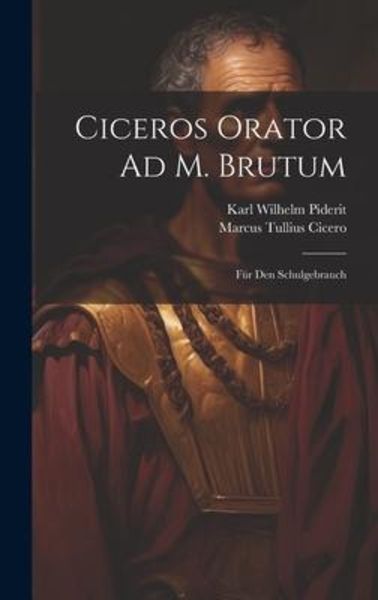 CICEROS ORATOR
AD M. BRUTUM
Karl Wilhelm Piderit
Marcus Tullius Cicero
Für Den Schulgebrauch